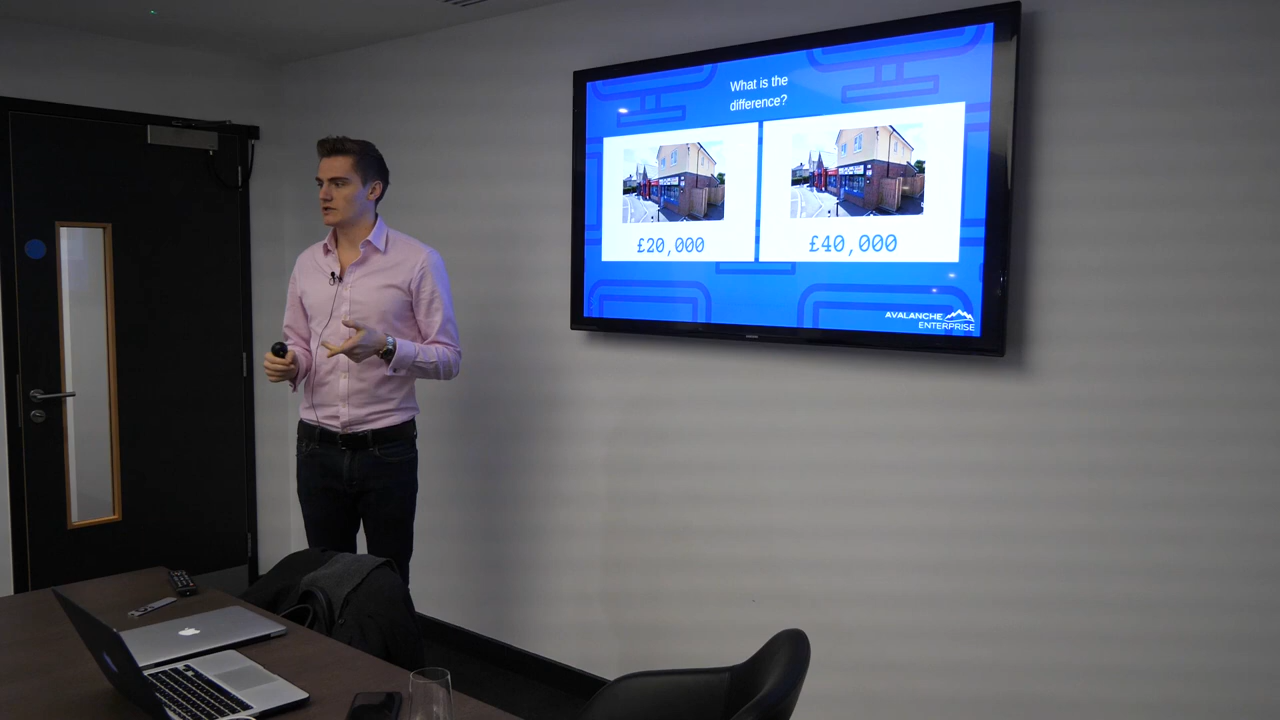 What is the
difference?
£20,000
£40,000
AVALANCHE
ENTERPRISE